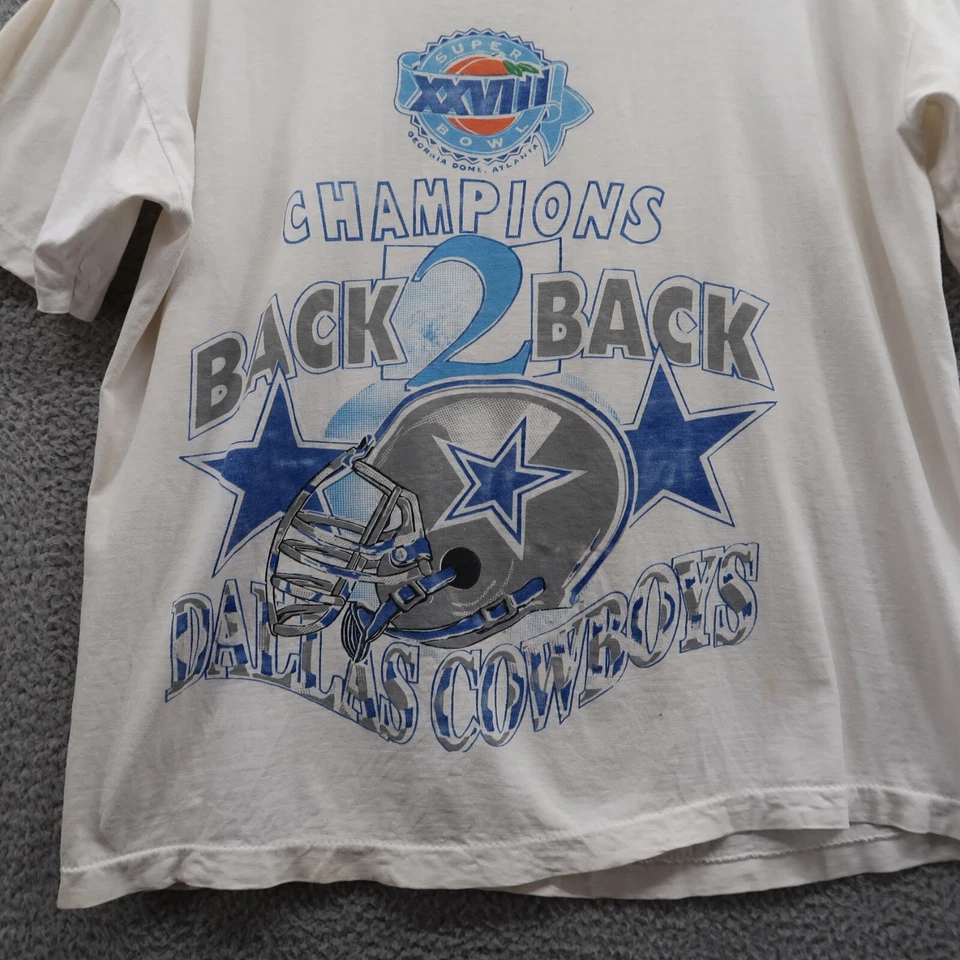 SUPER
XXVIII
BOWL
GEORGIA DOME, ATLANTA
CHAMPIONS
BACK 2 BACK
DALLAS COWBOYS